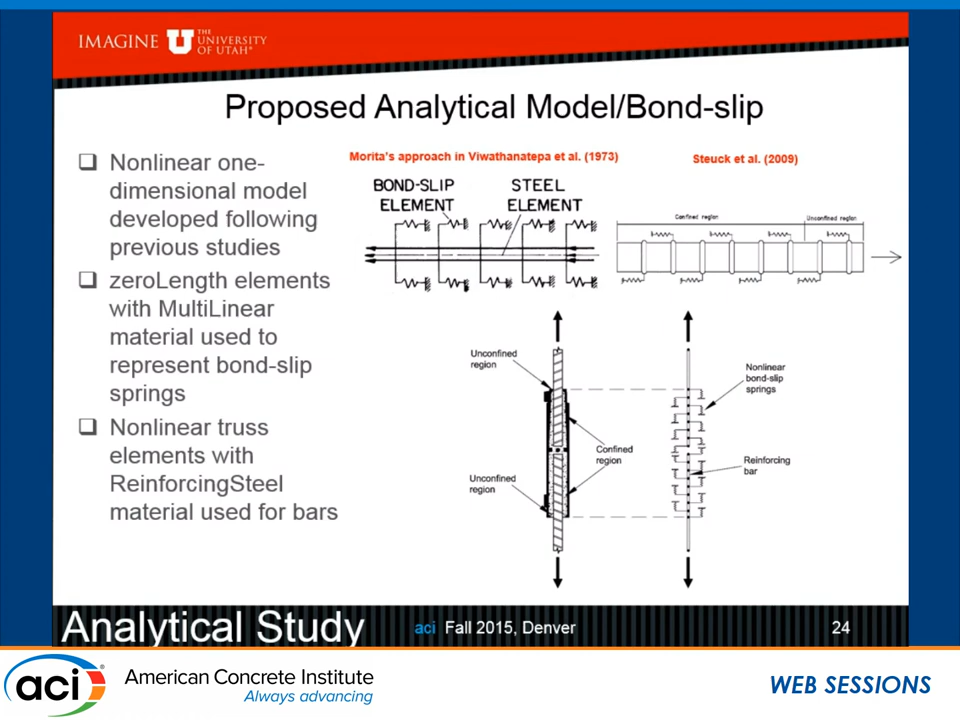 IMAGINE
THE
UNIVERSITY
OF UTAH®
Proposed Analytical Model/Bond-slip
❑ Nonlinear one-
dimensional model
developed following
previous studies
❑ zeroLength elements
with MultiLinear
material used to
represent bond-slip
springs
❑ Nonlinear truss
elements with
ReinforcingSteel
material used for bars
Morita's approach in Viwathanatepa et al. (1973)
BOND-SLIP
ELEMENT
STEEL
ELEMENT
Steuck et al. (2009)
Confined region
Unconfined region
Unconfined
region
Confined
region
Unconfined
region
Nonlinear
bond-slip
springs
Reinforcing
bar
Analytical Study
aci Fall 2015, Denver
24
aci®
American Concrete Institute
Always advancing
WEB SESSIONS